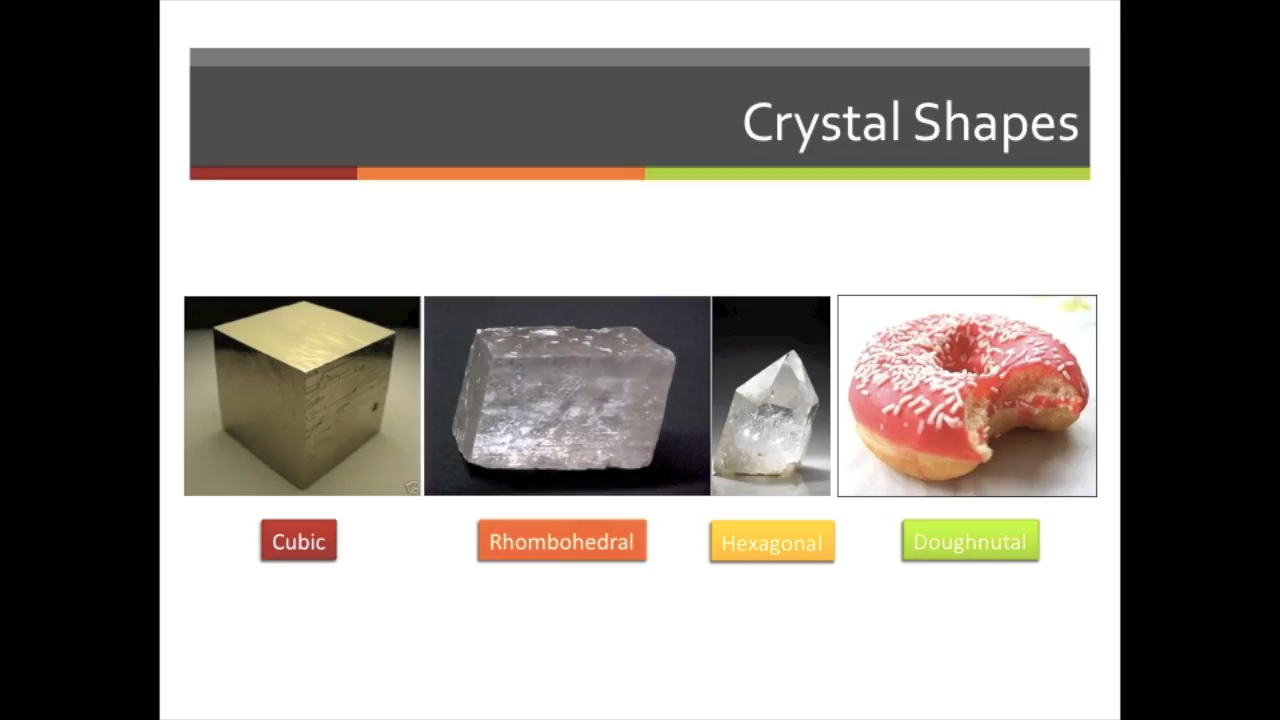 Crystal Shapes
Cubic
Rhombohedral
Hexagonal
Doughnutal